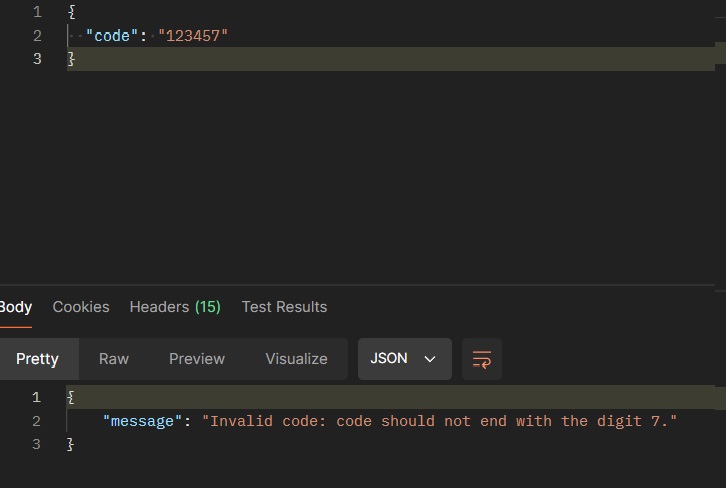 1 {
2 "code": "123457"
3 }
Body Cookies Headers (15) Test Results
Pretty Raw Preview Visualize JSON
1 {
2 "message": "Invalid code: code should not end with the digit 7."
3 }